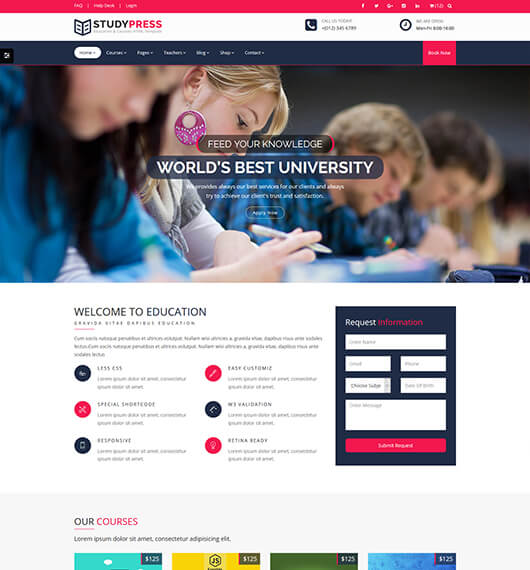 FAQ | Help Desk | Login
(12)
STUDYPRESS
Education & Courses HTML Template
CALL US TODAY!
+(012) 345 6789
WE ARE OPEN!
Mon-Fri 8:00-16:00
Home Courses Pages Teachers Blog Shop Contact
Book Now
FEED YOUR KNOWLEDGE
WORLD'S BEST UNIVERSITY
We provides always our best services for our clients and always
try to achieve our client's trust and satisfaction.
Apply Now
WELCOME TO EDUCATION
GRAVIDA VITAE DAPIBUS EDUCATION
Cum sociis natoque penatibus et ultrices volutpat. Nullam wisi ultricies a, gravida vitae, dapibus risus ante sodales
lectus.Cum sociis natoque penatibus et ultrices volutpat. Nullam wisi ultricies a, gravida vitae, dapibus risus ante
sodales lectus
LESS CSS
Lorem ipsum dolor sit amet, consectetur
Lorem ipsum dolor sit amet.
EASY CUSTOMIZ
Lorem ipsum dolor sit amet, consectetur
Lorem ipsum dolor sit amet.
SPECIAL SHORTCODE
Lorem ipsum dolor sit amet, consectetur
Lorem ipsum dolor sit amet.
W3 VALIDATION
Lorem ipsum dolor sit amet, consectetur
Lorem ipsum dolor sit amet.
RESPONSIVE
Lorem ipsum dolor sit amet, consectetur
Lorem ipsum dolor sit amet.
RETINA READY
Lorem ipsum dolor sit amet, consectetur
Lorem ipsum dolor sit amet.
Request Information
Enter Name
Email
Phone
Choose Subje
Date Of Birth
Enter Message
Submit Request
OUR COURSES
Lorem ipsum dolor sit amet, consectetur adipisicing elit.
$125
JS
$125
$125
$125